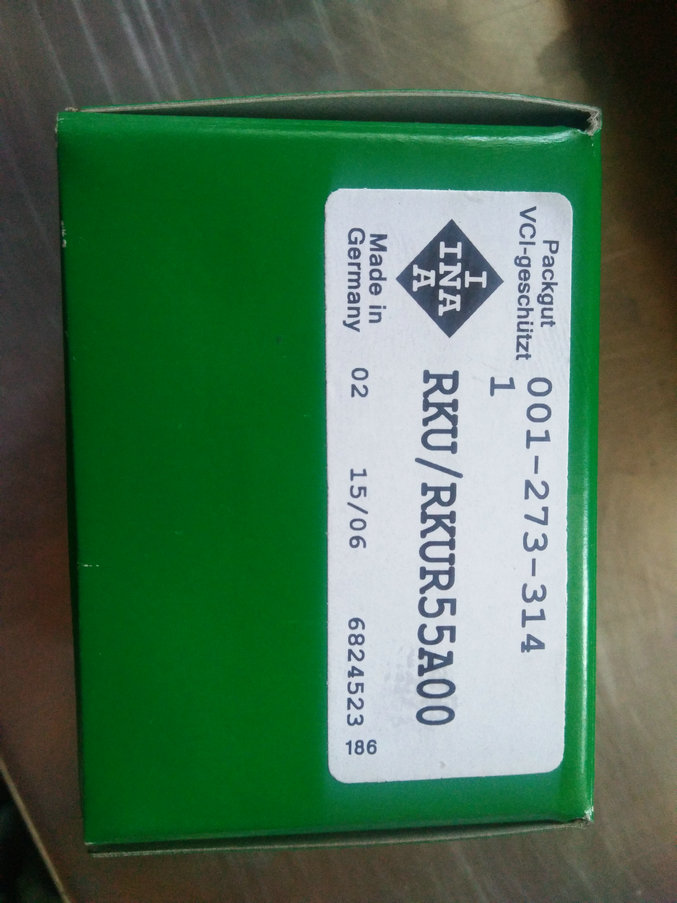 Packgut
VCI-geschützt
001-273-314
1
I
INA
A
RKU/RKUR55A00
Made in
Germany
02
15/06
6824523
186